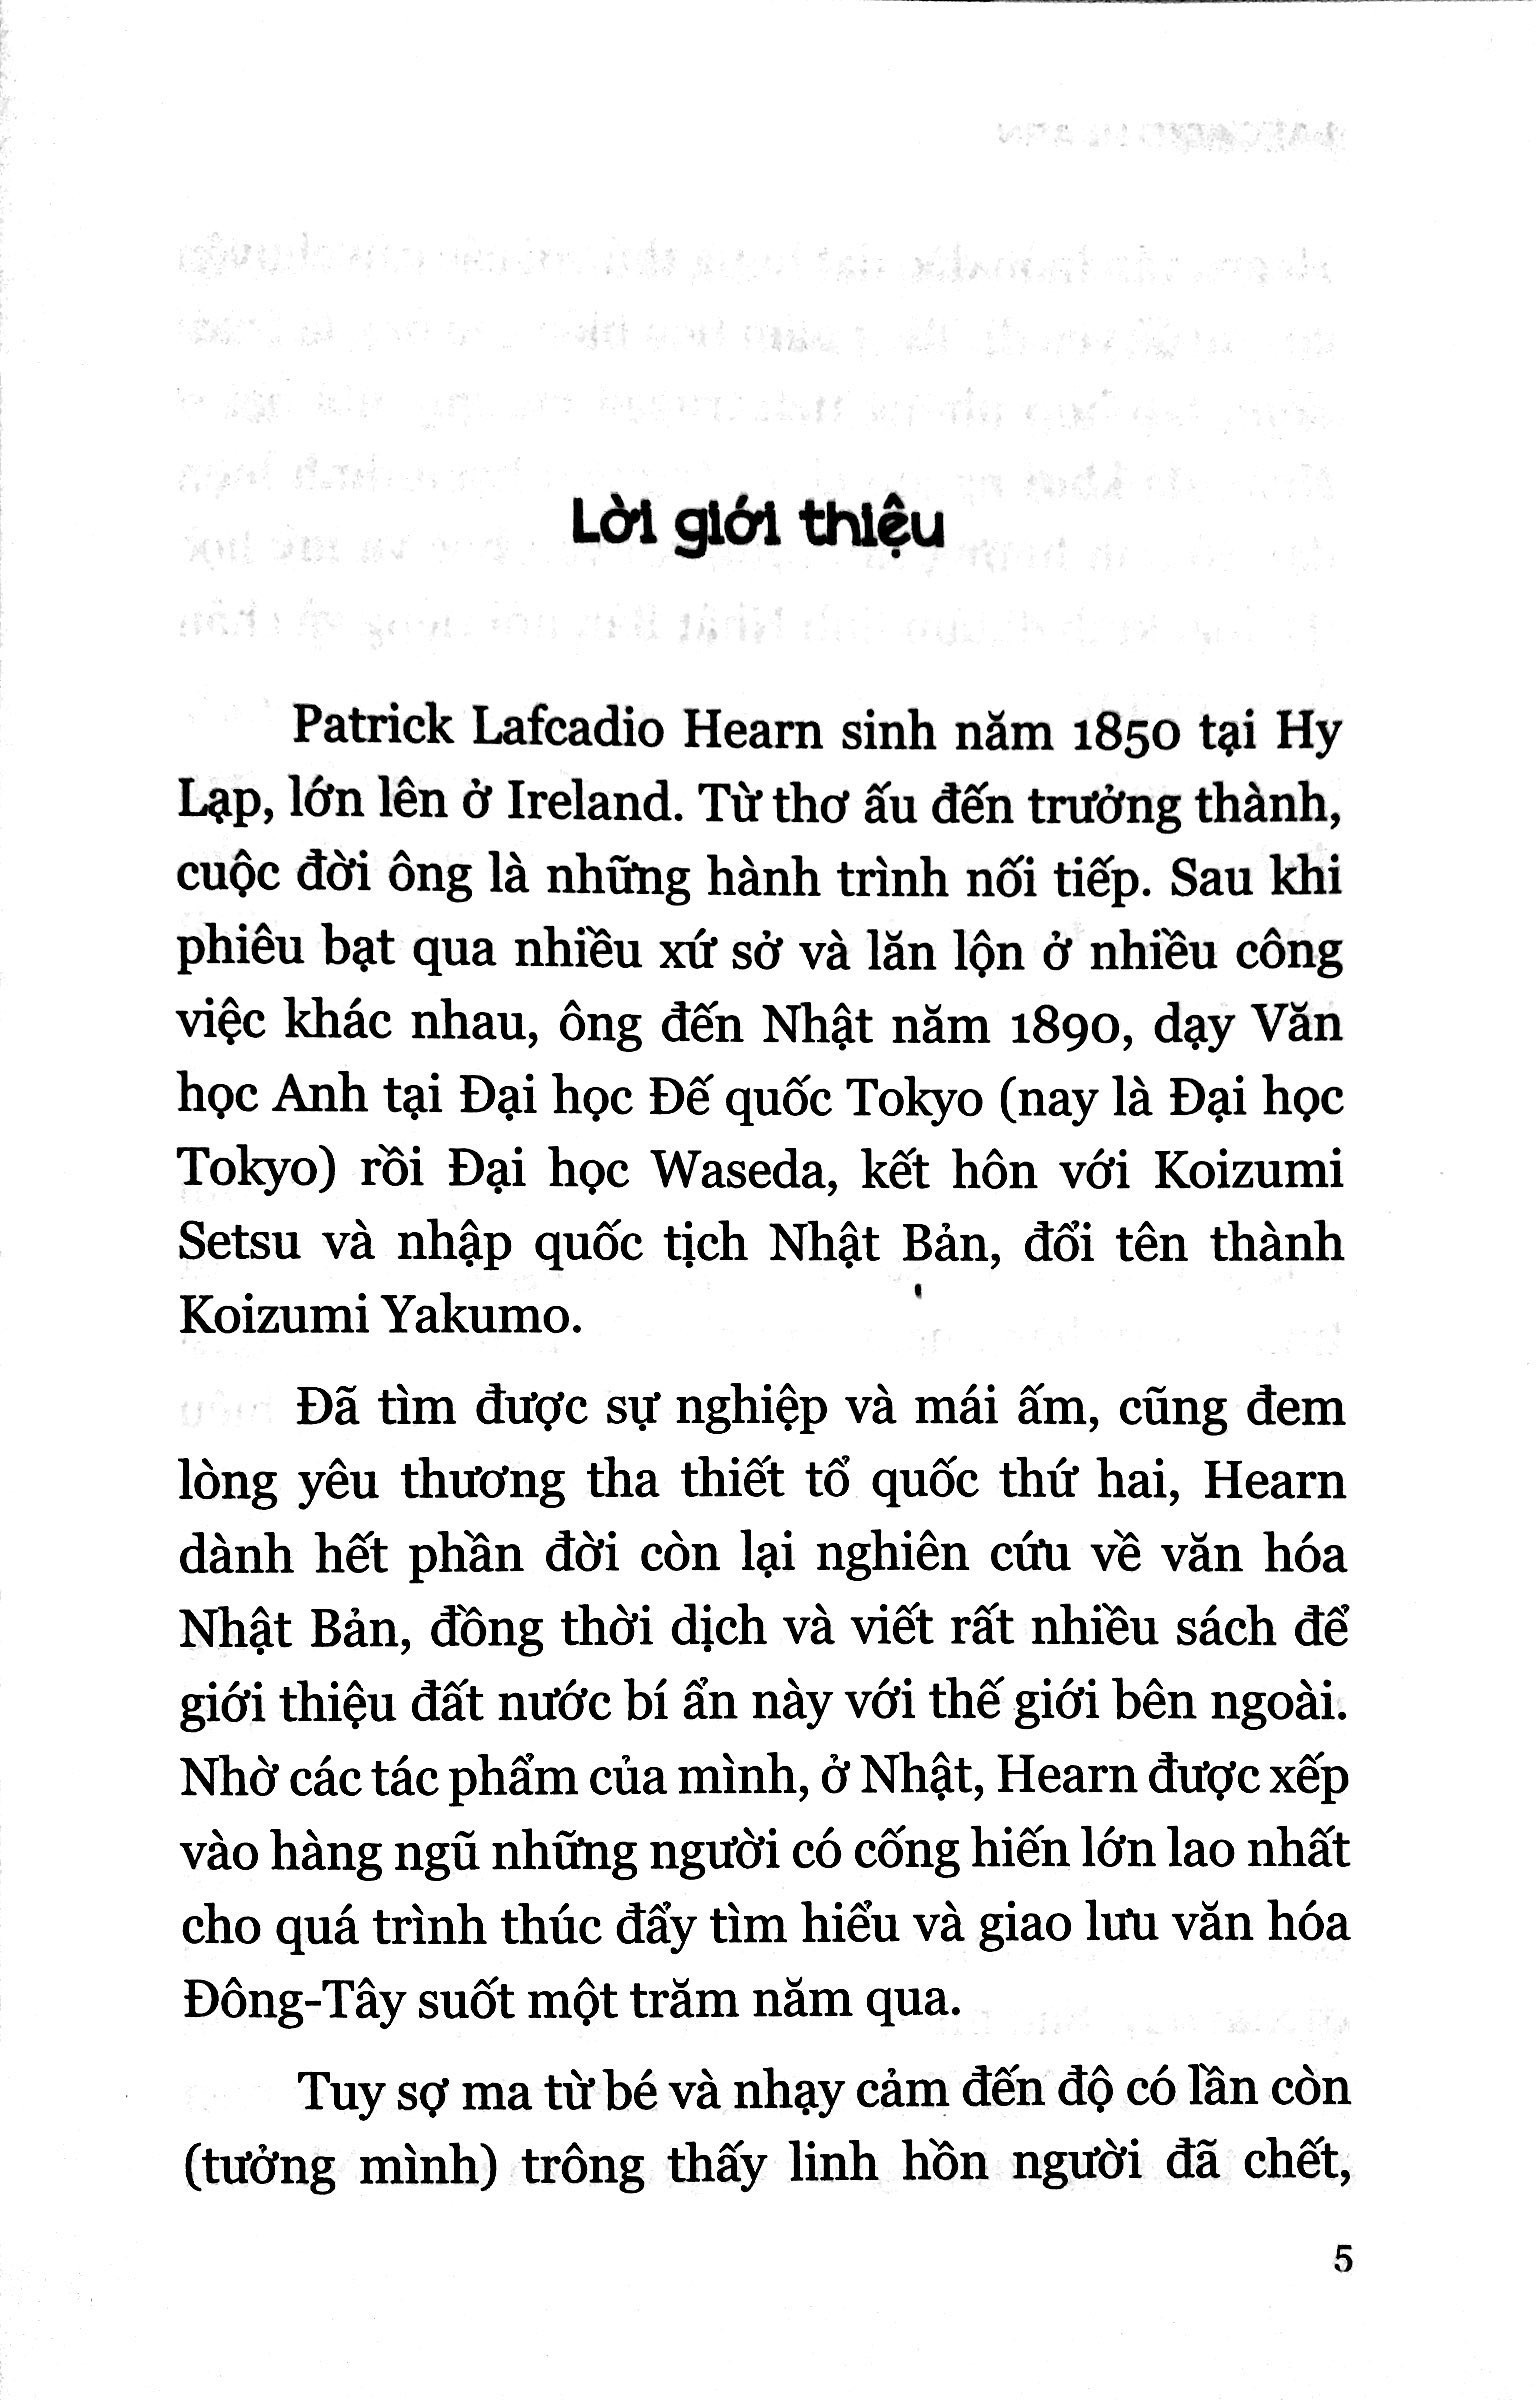 Lời giới thiệu
Patrick Lafcadio Hearn sinh năm 1850 tại Hy
Lạp, lớn lên ở Ireland. Từ thơ ấu đến trưởng thành,
cuộc đời ông là những hành trình nối tiếp. Sau khi
phiêu bạt qua nhiều xứ sở và lăn lộn ở nhiều công
việc khác nhau, ông đến Nhật năm 1890, dạy Văn
học Anh tại Đại học Đế quốc Tokyo (nay là Đại học
Tokyo) rồi Đại học Waseda, kết hôn với Koizumi
Setsu và nhập quốc tịch Nhật Bản, đổi tên thành
Koizumi Yakumo.
Đã tìm được sự nghiệp và mái ấm, cũng đem
lòng yêu thương tha thiết tổ quốc thứ hai, Hearn
dành hết phần đời còn lại nghiên cứu về văn hóa
Nhật Bản, đồng thời dịch và viết rất nhiều sách để
giới thiệu đất nước bí ẩn này với thế giới bên ngoài.
Nhờ các tác phẩm của mình, ở Nhật, Hearn được xếp
vào hàng ngũ những người có cống hiến lớn lao nhất
cho quá trình thúc đẩy tìm hiểu và giao lưu văn hóa
Đông-Tây suốt một trăm năm qua.
Tuy sợ ma từ bé và nhạy cảm đến độ có lần còn
(tưởng mình) trông thấy linh hồn người đã chết,
5